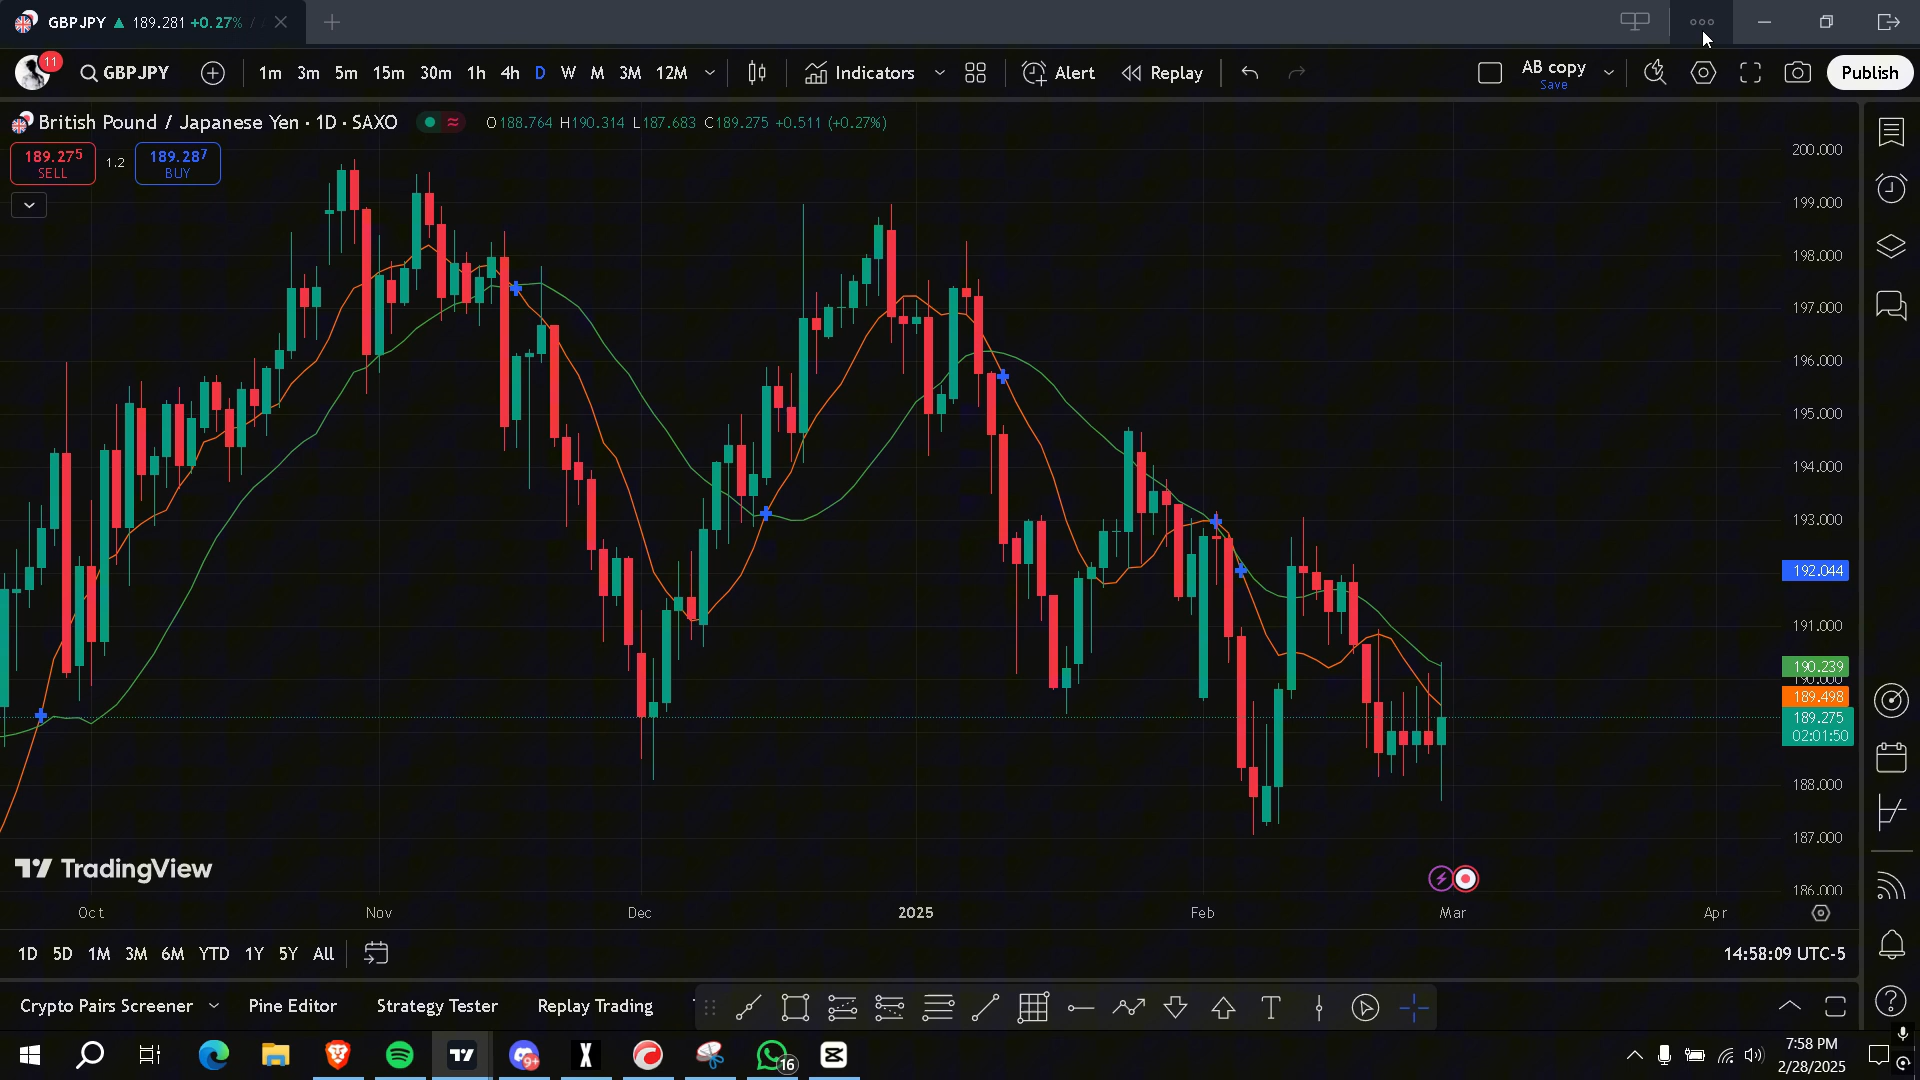 GBPJPY ▲ 189.281 +0.27% /
11
GBPJPY
1m 3m 5m 15m 30m 1h 4h D W M 3M 12M
Indicators
Alert
Replay
AB copy
Save
Publish
British Pound / Japanese Yen · 1D · SAXO
O188.764 H190.314 L187.683 C189.275 +0.511 (+0.27%)
189.275
SELL
1.2
189.287
BUY
200.000
199.000
198.000
197.000
196.000
195.000
194.000
193.000
192.044
191.000
190.239
190.000
189.498
189.275
02:01:50
188.000
187.000
186.000
TradingView
Oct Nov Dec 2025 Feb Mar Apr
1D 5D 1M 3M 6M YTD 1Y 5Y All
14:58:09 UTC-5
Crypto Pairs Screener
Pine Editor
Strategy Tester
Replay Trading
9+
16
7:58 PM
2/28/2025